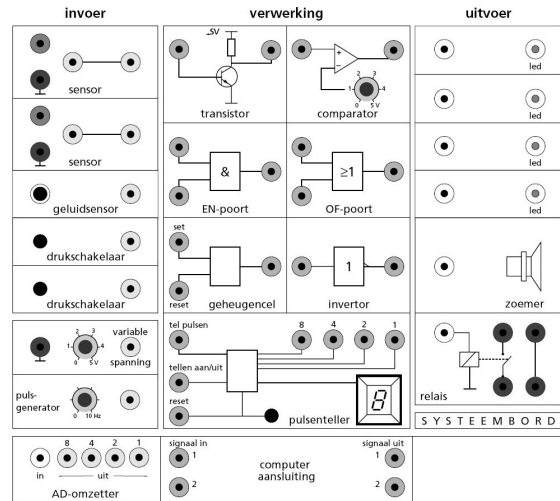 invoer
verwerking
uitvoer
sensor
sensor
geluidsensor
drukschakelaar
drukschakelaar
variable
spanning
1 2 3 4
0 5 V
puls-
generator
0 10 Hz
5V
transistor
1 2 3 4
0 5 V
comparator
&
EN-poort
≥1
OF-poort
set
reset
geheugencel
1
invertor
tel pulsen
8 4 2 1
tellen aan/uit
reset
8
pulsenteller
led
led
led
led
zoemer
relais
SYSTEEMBORD
8 4 2 1
in uit
AD-omzetter
signaal in
1
2
computer
aansluiting
signaal uit
1
2